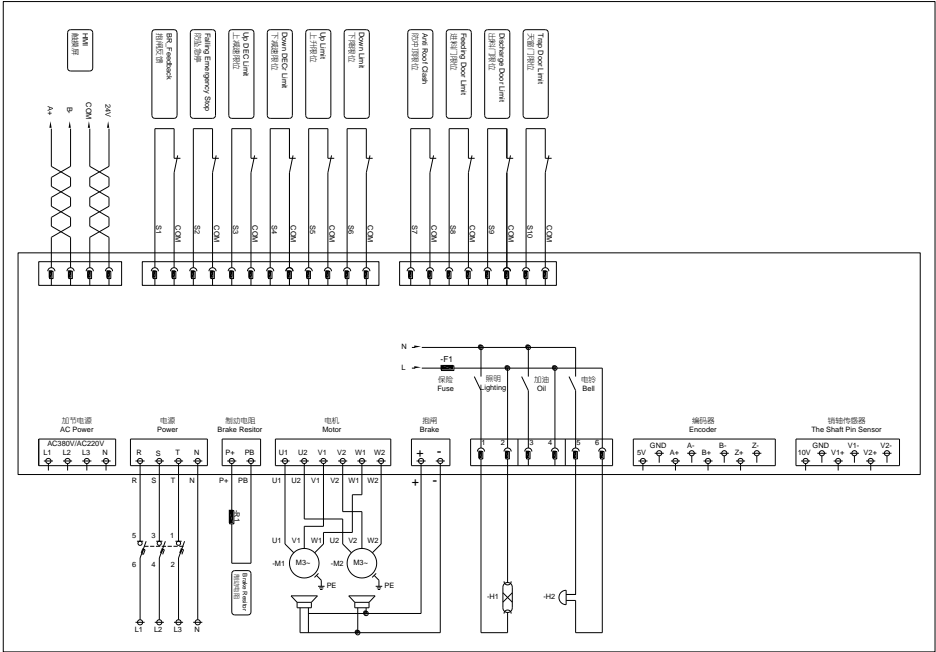 HMI
触摸屏
BR_Feedback
抱闸反馈
Falling Emergency Stop
防坠急停
Up DEC Limit
上减速限位
Down DECr Limit
下减速限位
Up Limit
上升限位
Down Limit
下降限位
Anti Roof Clash
防冲顶限位
Feeding Door Limit
进料门限位
Discharge Door Limit
出料门限位
Trap Door Limit
天窗门限位
A+
B-
COM
24V
S1
COM
S2
COM
S3
COM
S4
COM
S5
COM
S6
COM
S7
COM
S8
COM
S9
COM
S10
COM
N
L
-F1
保险
Fuse
照明
Lighting
加油
Oil
电铃
Bell
加节电源
AC Power
AC380V/AC220V
L1 L2 L3 N
电源
Power
R S T N
制动电阻
Brake Resitor
P+ PB
电机
Motor
U1 U2 V1 V2 W1 W2
抱闸
Brake
+ -
1 2 3 4 5 6
编码器
Encoder
5V GND A+ A- B+ B- Z+ Z-
销轴传感器
The Shaft Pin Sensor
10V GND V1+ V1- V2+ V2-
R S T N
P+ PB
U1 U2 V1 V2 W1 W2
+ -
R1
5 3 1
6 4 2
U1 V1 W1 U2 V2 W2
-M1 M3~
-M2 M3~
PE
PE
Brake Resitor
制动电阻
-H1
-H2
L1 L2 L3 N